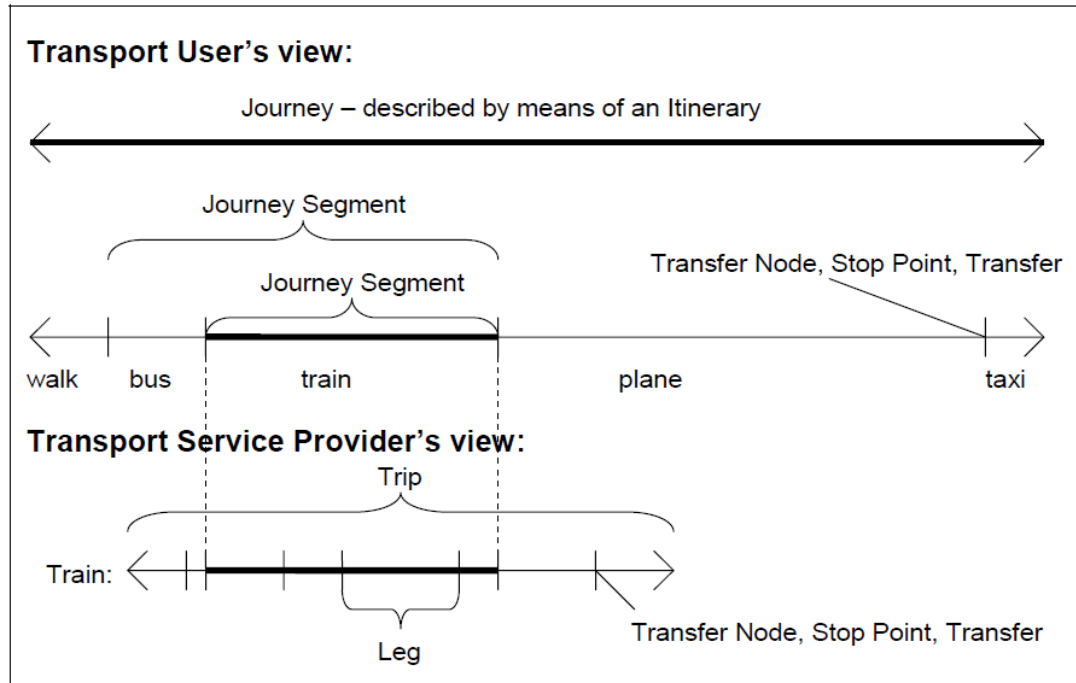 Transport User's view:
Journey – described by means of an Itinerary
Journey Segment
Transfer Node, Stop Point, Transfer
Journey Segment
walk bus train plane taxi
Transport Service Provider's view:
Trip
Train:
Transfer Node, Stop Point, Transfer
Leg